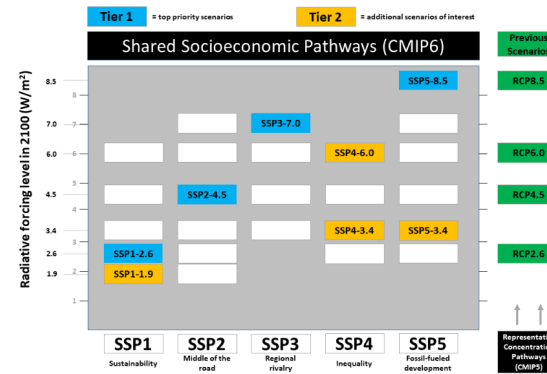 Tier 1 = top priority scenarios Tier 2 = additional scenarios of interest
Shared Socioeconomic Pathways (CMIP6)
Previous
Scenarios
Radiative forcing level in 2100 (W/m²)
8.5 SSP5-8.5 RCP8.5
8
7.0 SSP3-7.0
7
6.0 6 SSP4-6.0 RCP6.0
5
4.5 SSP2-4.5 RCP4.5
4
3.4 SSP4-3.4 SSP5-3.4
3
2.6 SSP1-2.6 RCP2.6
1.9 2 SSP1-1.9
1
SSP1 SSP2 SSP3 SSP4 SSP5
Sustainability Middle of the road Regional rivalry Inequality Fossil-fueled development
Concentration
Pathways
(CMIP5)